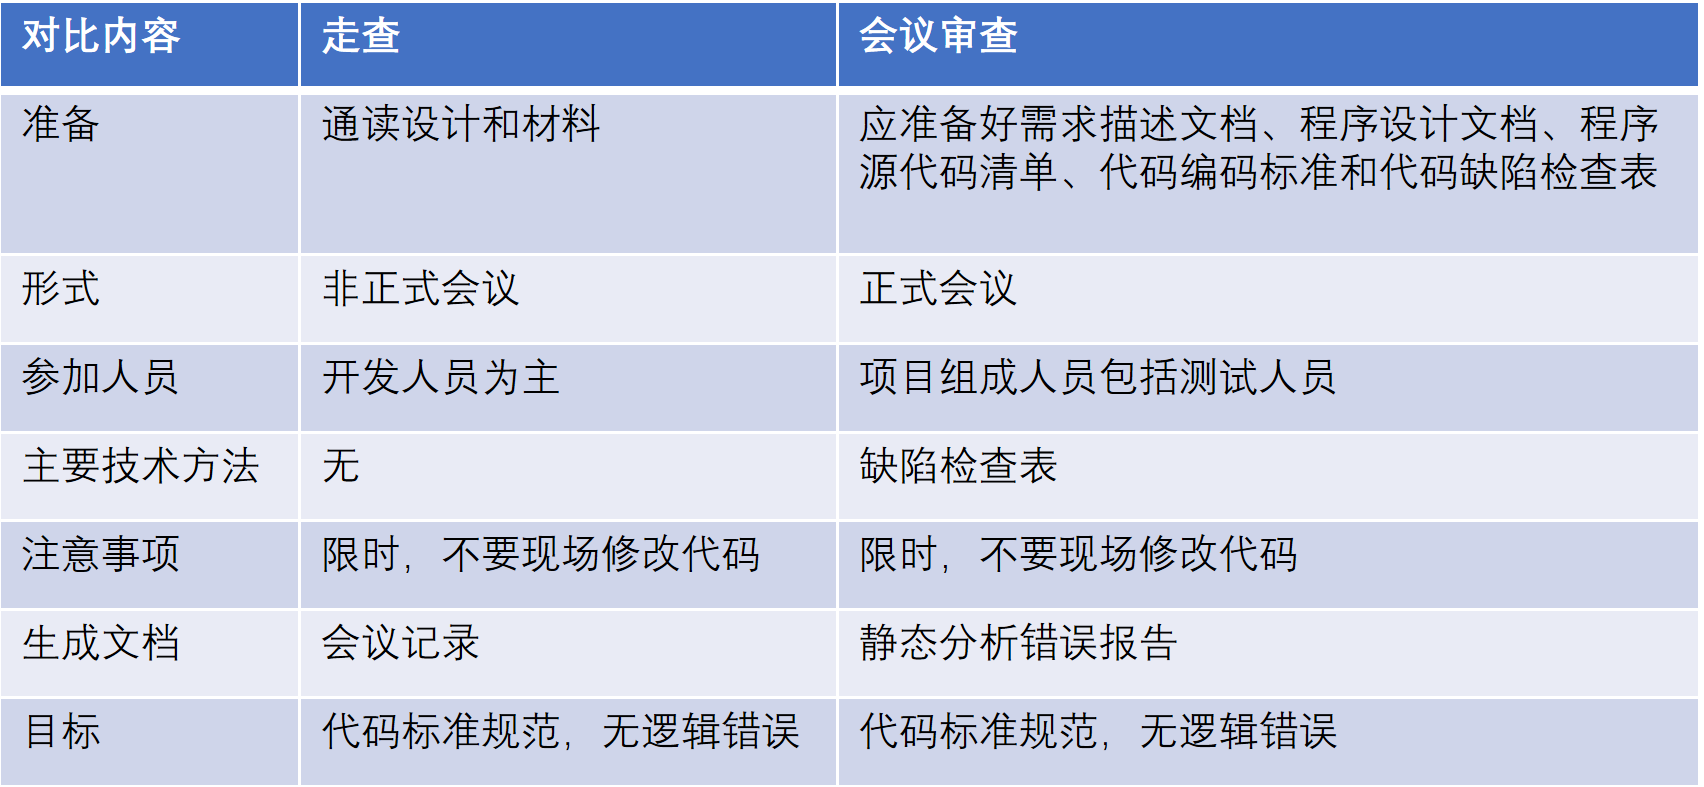 对比内容 走查 会议审查
准备 通读设计和材料 应准备好需求描述文档、程序设计文档、程序
源代码清单、代码编码标准和代码缺陷检查表
形式 非正式会议 正式会议
参加人员 开发人员为主 项目组成人员包括测试人员
主要技术方法 无 缺陷检查表
注意事项 限时，不要现场修改代码 限时，不要现场修改代码
生成文档 会议记录 静态分析错误报告
目标 代码标准规范，无逻辑错误 代码标准规范，无逻辑错误